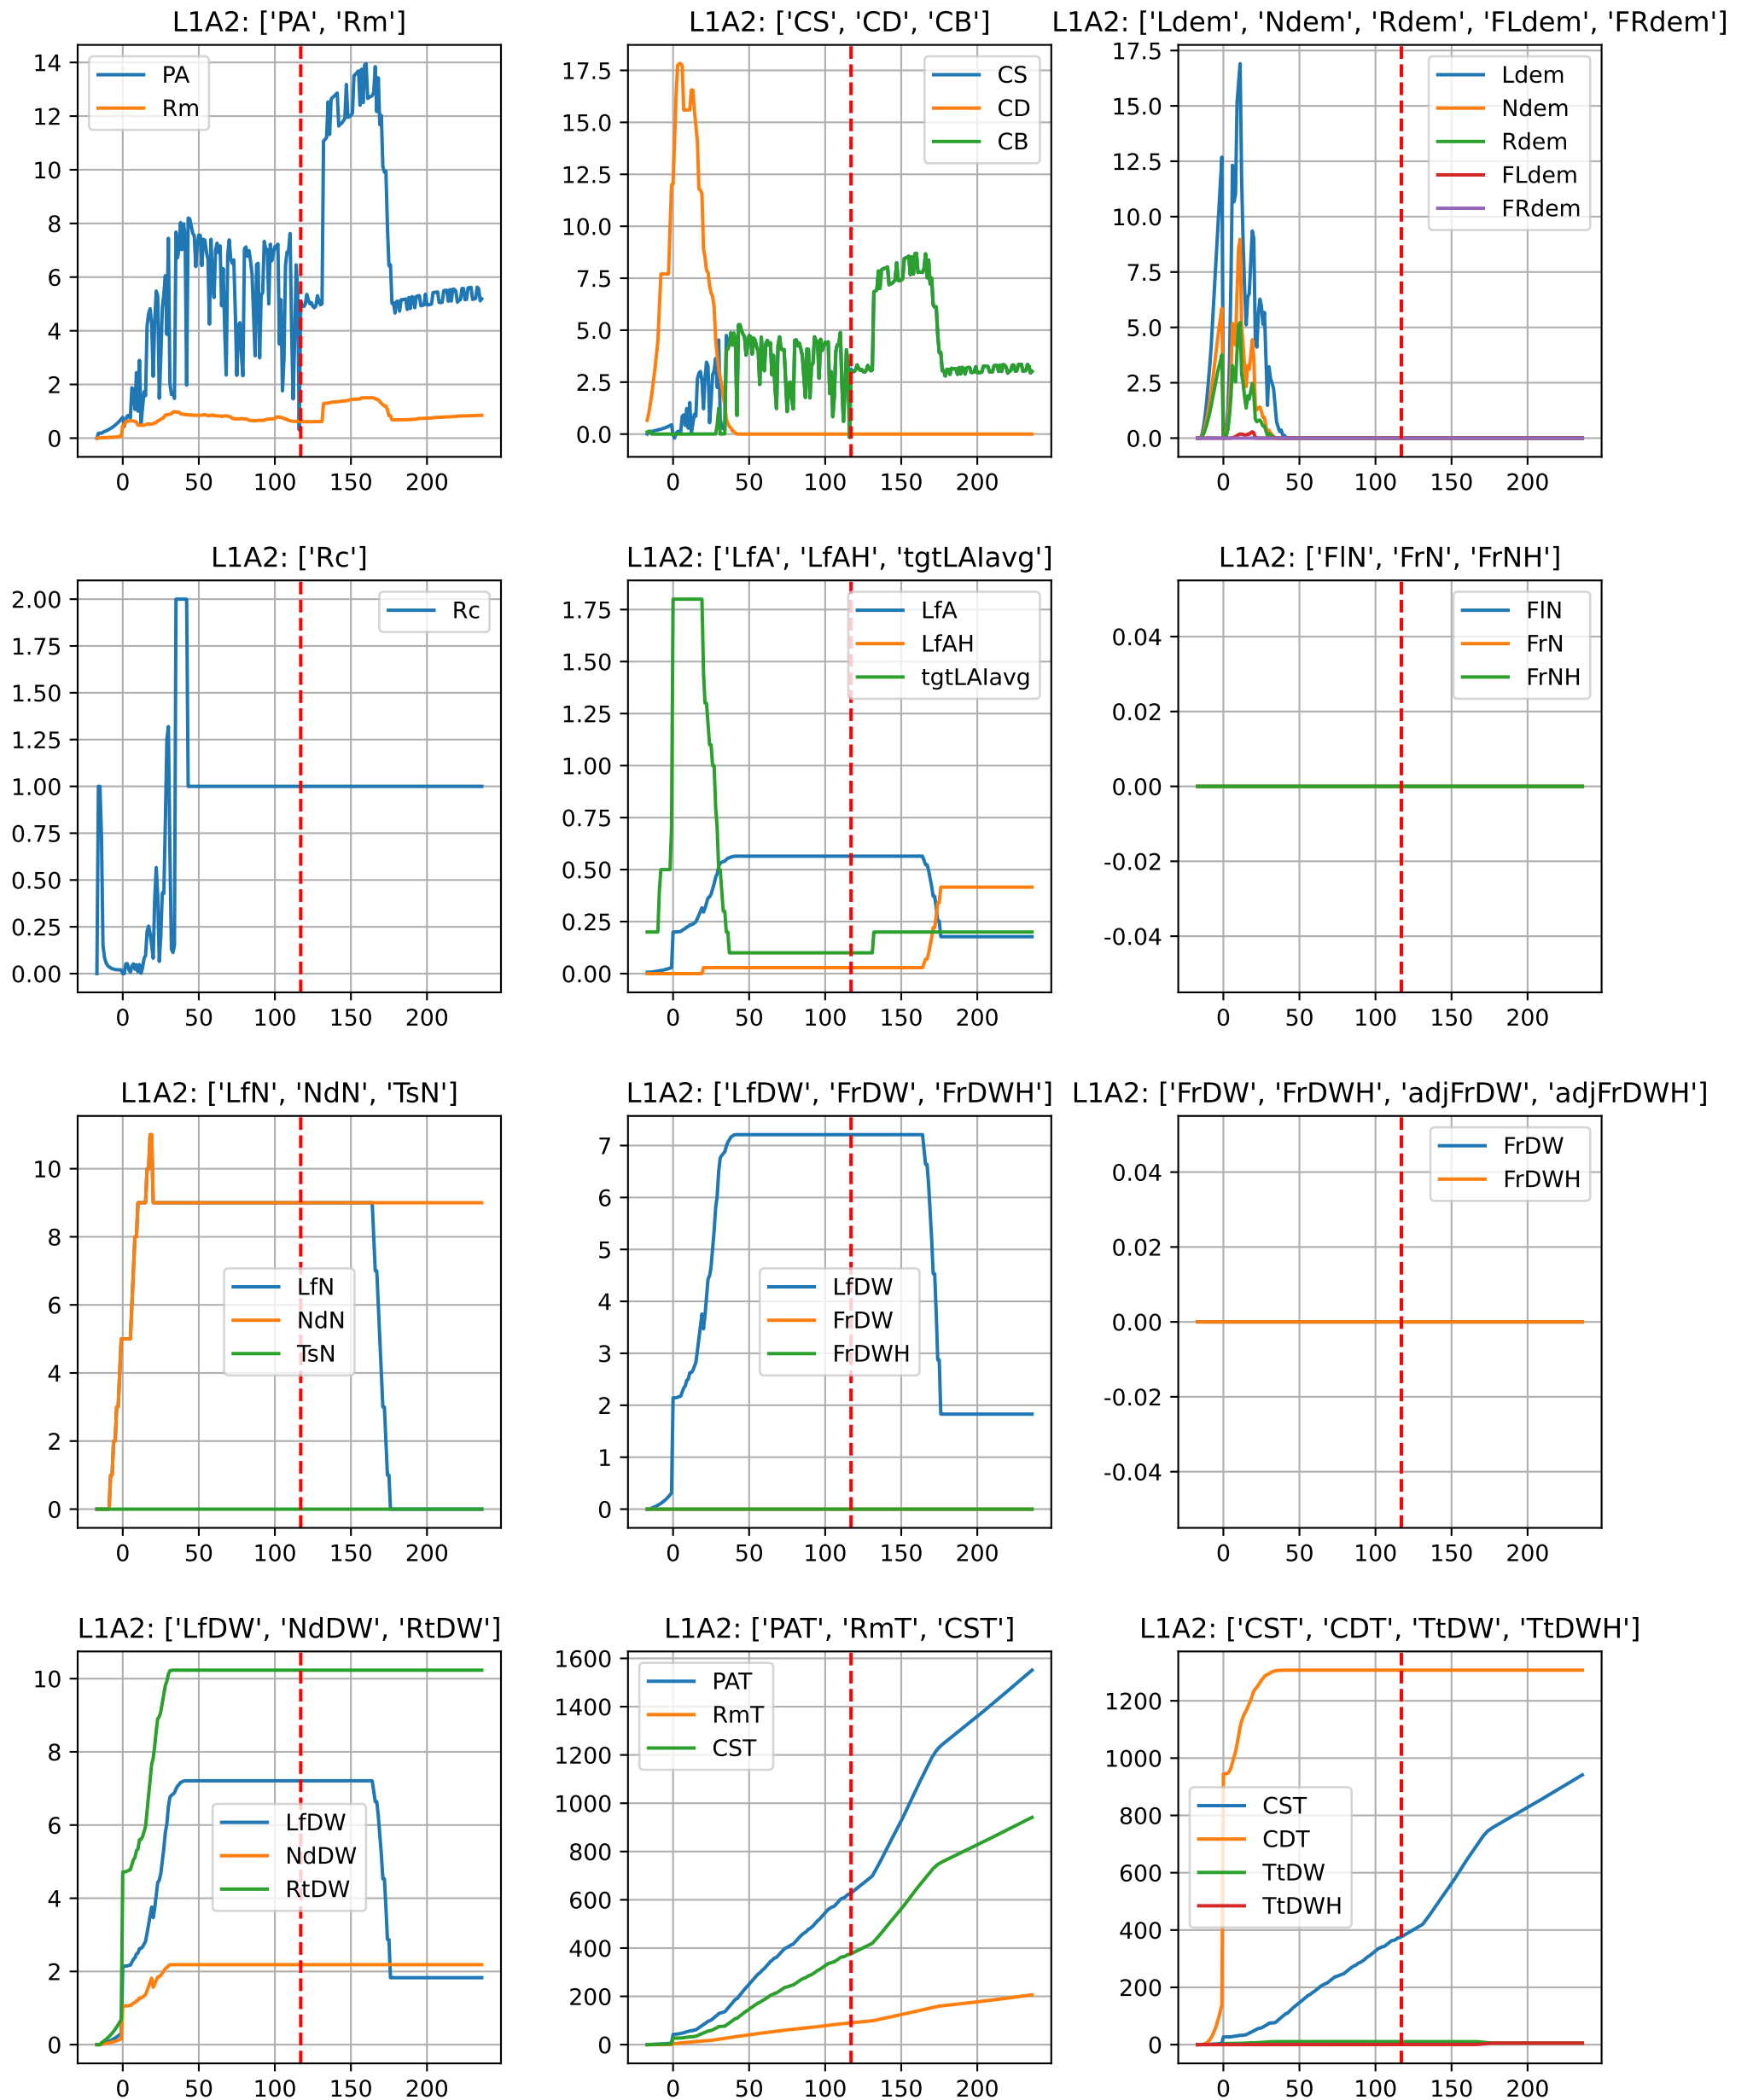 L1A2: ['PA', 'Rm']
PA
Rm
14
12
10
8
6
4
2
0
0 50 100 150 200
L1A2: ['CS', 'CD', 'CB']
CS
CD
CB
17.5
15.0
12.5
10.0
7.5
5.0
2.5
0.0
0 50 100 150 200
L1A2: ['Ldem', 'Ndem', 'Rdem', 'FLdem', 'FRdem']
Ldem
Ndem
Rdem
FLdem
FRdem
17.5
15.0
12.5
10.0
7.5
5.0
2.5
0.0
0 50 100 150 200
L1A2: ['Rc']
Rc
2.00
1.75
1.50
1.25
1.00
0.75
0.50
0.25
0.00
0 50 100 150 200
L1A2: ['LfA', 'LfAH', 'tgtLAIavg']
LfA
LfAH
tgtLAIavg
1.75
1.50
1.25
1.00
0.75
0.50
0.25
0.00
0 50 100 150 200
L1A2: ['FlN', 'FrN', 'FrNH']
FlN
FrN
FrNH
0.04
0.02
0.00
-0.02
-0.04
0 50 100 150 200
L1A2: ['LfN', 'NdN', 'TsN']
LfN
NdN
TsN
10
8
6
4
2
0
0 50 100 150 200
L1A2: ['LfDW', 'FrDW', 'FrDWH']
LfDW
FrDW
FrDWH
7
6
5
4
3
2
1
0
0 50 100 150 200
L1A2: ['FrDW', 'FrDWH', 'adjFrDW', 'adjFrDWH']
FrDW
FrDWH
0.04
0.02
0.00
-0.02
-0.04
0 50 100 150 200
L1A2: ['LfDW', 'NdDW', 'RtDW']
LfDW
NdDW
RtDW
10
8
6
4
2
0
0 50 100 150 200
L1A2: ['PAT', 'RmT', 'CST']
PAT
RmT
CST
1600
1400
1200
1000
800
600
400
200
0
0 50 100 150 200
L1A2: ['CST', 'CDT', 'TtDW', 'TtDWH']
CST
CDT
TtDW
TtDWH
1200
1000
800
600
400
200
0
0 50 100 150 200